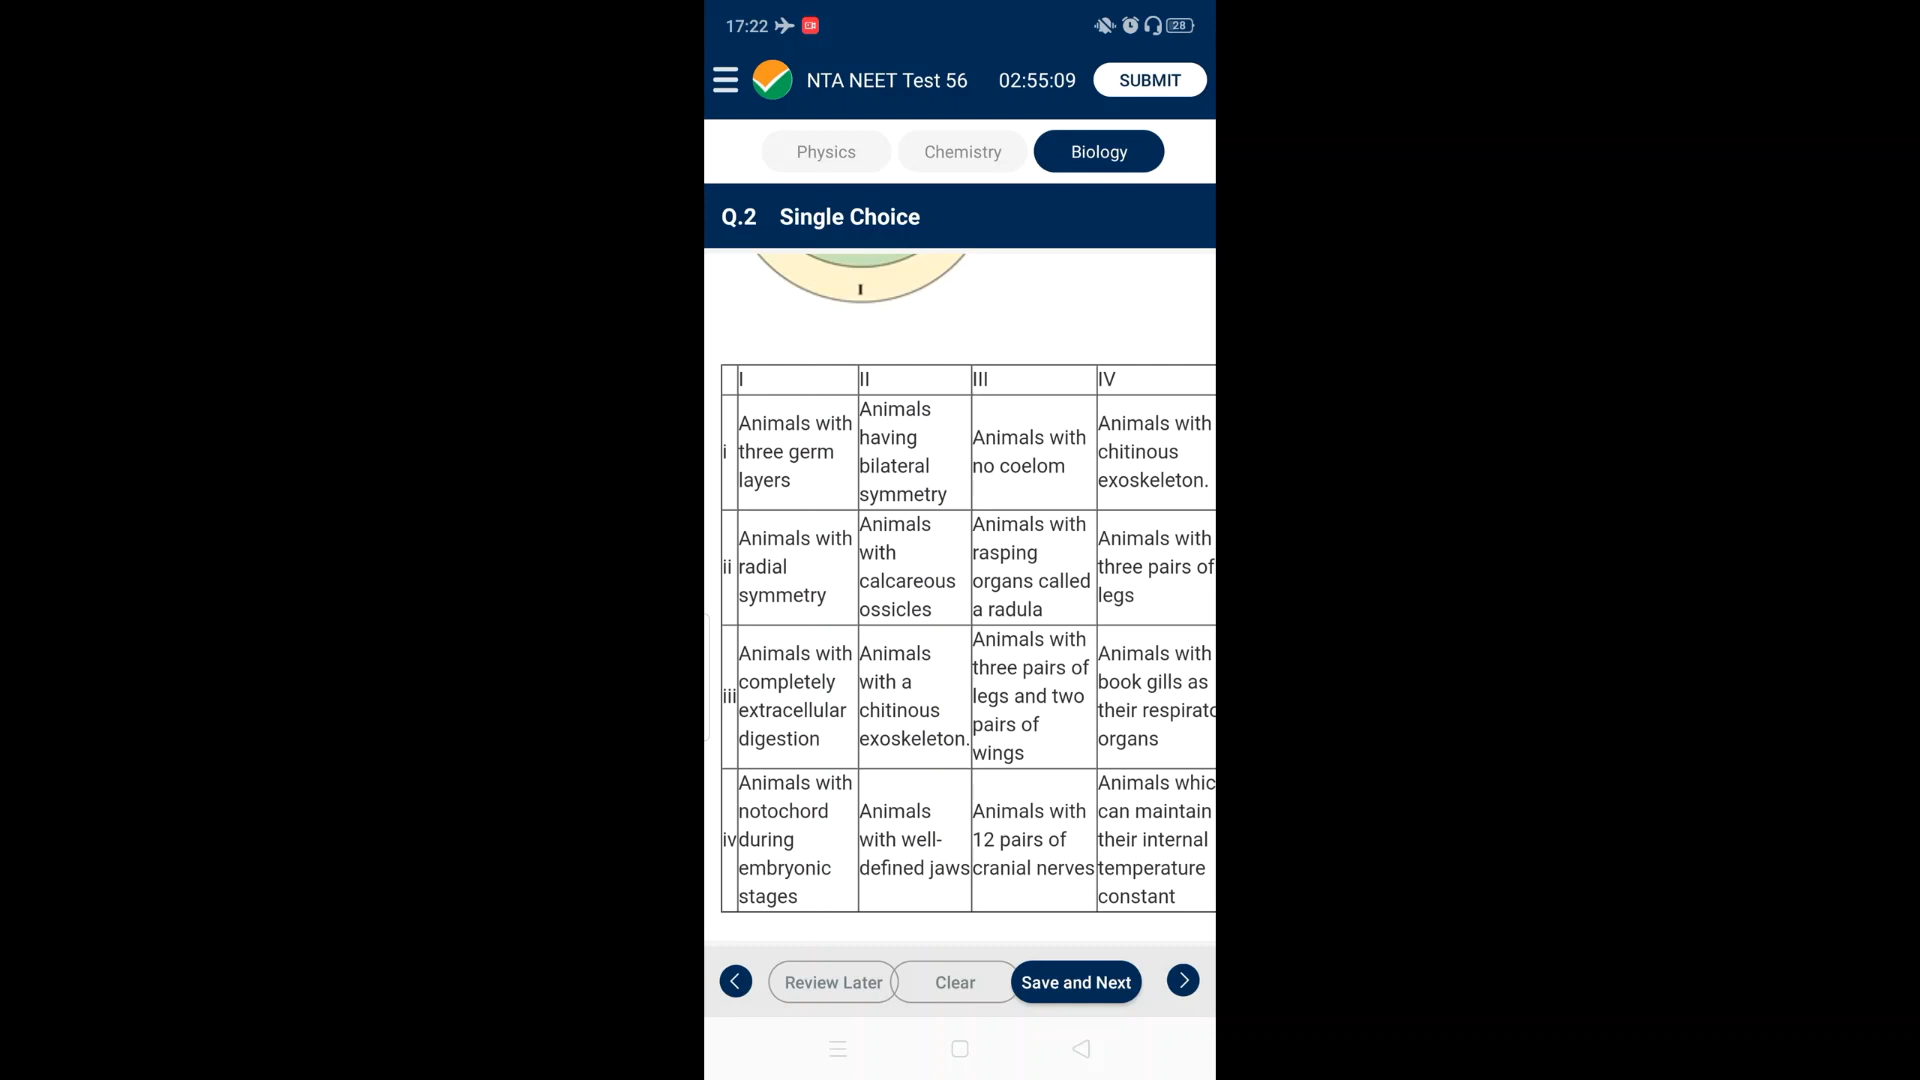 17:22
28
NTA NEET Test 56 02:55:09 SUBMIT
Physics Chemistry Biology
Q.2 Single Choice
I
I II III IV
i
Animals with
three germ
layers
Animals
having
bilateral
symmetry
Animals with
no coelom
Animals with
chitinous
exoskeleton.
ii
Animals with
radial
symmetry
Animals
with
calcareous
ossicles
Animals with
rasping
organs called
a radula
Animals with
three pairs of
legs
iii
Animals with
completely
extracellular
digestion
Animals
with a
chitinous
exoskeleton.
Animals with
three pairs of
legs and two
pairs of
wings
Animals with
book gills as
their
organs
iv
Animals with
notochord
during
embryonic
stages
Animals
with well-
defined jaws
Animals with
12 pairs of
cranial nerves
Animals
can maintain
their internal
temperature
constant
Review Later Clear Save and Next